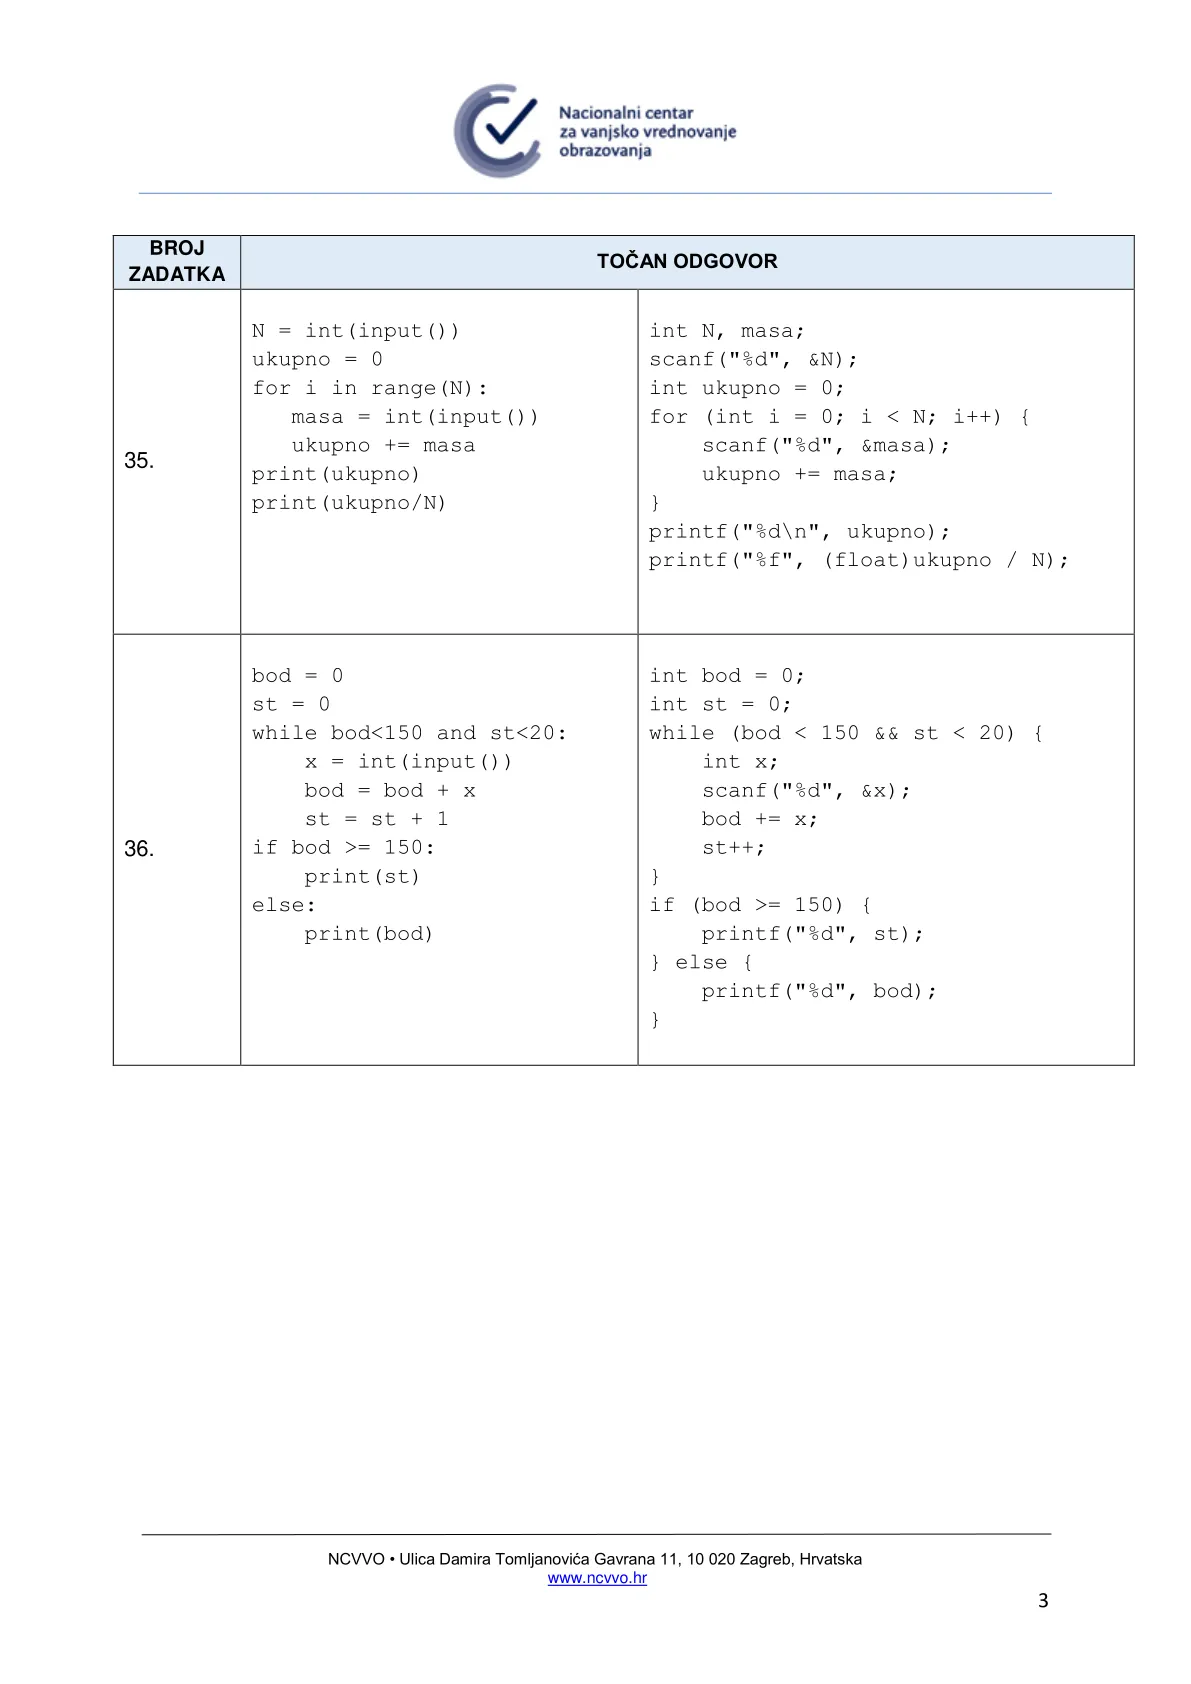 Nacionalni centar
za vanjsko vrednovanje
obrazovanja
BROJ
ZADATKA
TOČAN ODGOVOR
35.
N = int(input())
ukupno = 0
for i in range(N):
   masa = int(input())
   ukupno += masa
print(ukupno)
print(ukupno/N)
int N, masa;
scanf("%d", &N);
int ukupno = 0;
for (int i = 0; i < N; i++) {
    scanf("%d", &masa);
    ukupno += masa;
}
printf("%d\n", ukupno);
printf("%f", (float)ukupno / N);
36.
bod = 0
st = 0
while bod<150 and st<20:
    x = int(input())
    bod = bod + x
    st = st + 1
if bod >= 150:
    print(st)
else:
    print(bod)
int bod = 0;
int st = 0;
while (bod < 150 && st < 20) {
    int x;
    scanf("%d", &x);
    bod += x;
    st++;
}
if (bod >= 150) {
    printf("%d", st);
} else {
    printf("%d", bod);
}
NCVVO • Ulica Damira Tomljanovića Gavrana 11, 10 020 Zagreb, Hrvatska
www.ncvvo.hr
3